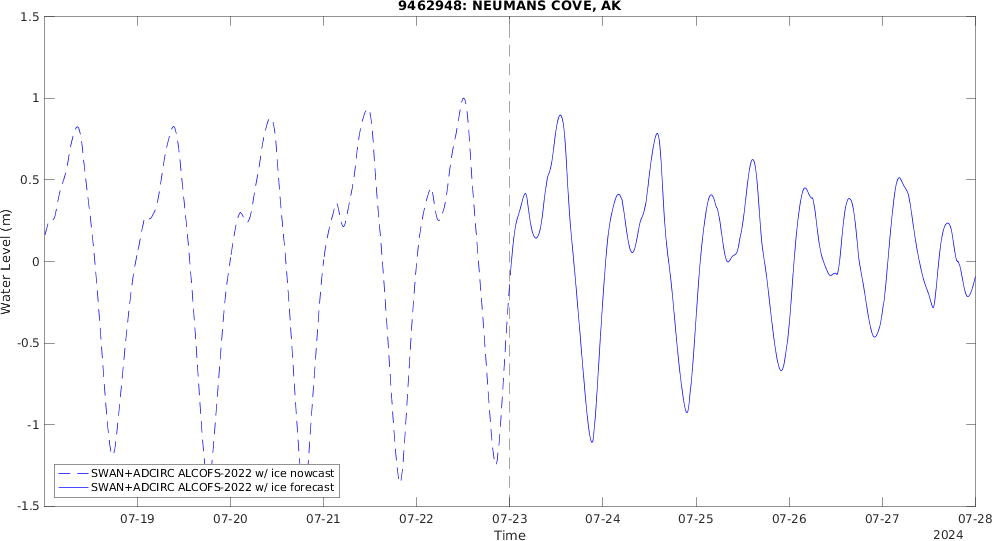 9462948: NEUMANS COVE, AK
Water Level (m)
1.5
1
0.5
0
-0.5
-1
-1.5
SWAN+ADCIRC ALCOFS-2022 w/ ice nowcast
SWAN+ADCIRC ALCOFS-2022 w/ ice forecast
07-19 07-20 07-21 07-22 07-23 07-24 07-25 07-26 07-27 07-28
Time
2024